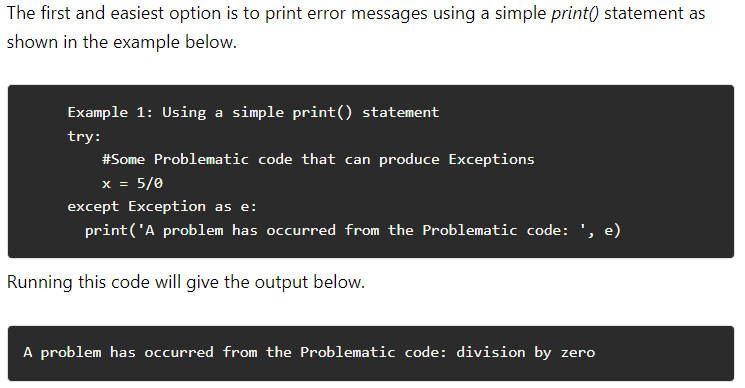 The first and easiest option is to print error messages using a simple print() statement as
shown in the example below.
Example 1: Using a simple print() statement
try:
#Some Problematic code that can produce Exceptions
x = 5/0
except Exception as e:
print('A problem has occurred from the Problematic code: ', e)
Running this code will give the output below.
A problem has occurred from the Problematic code: division by zero